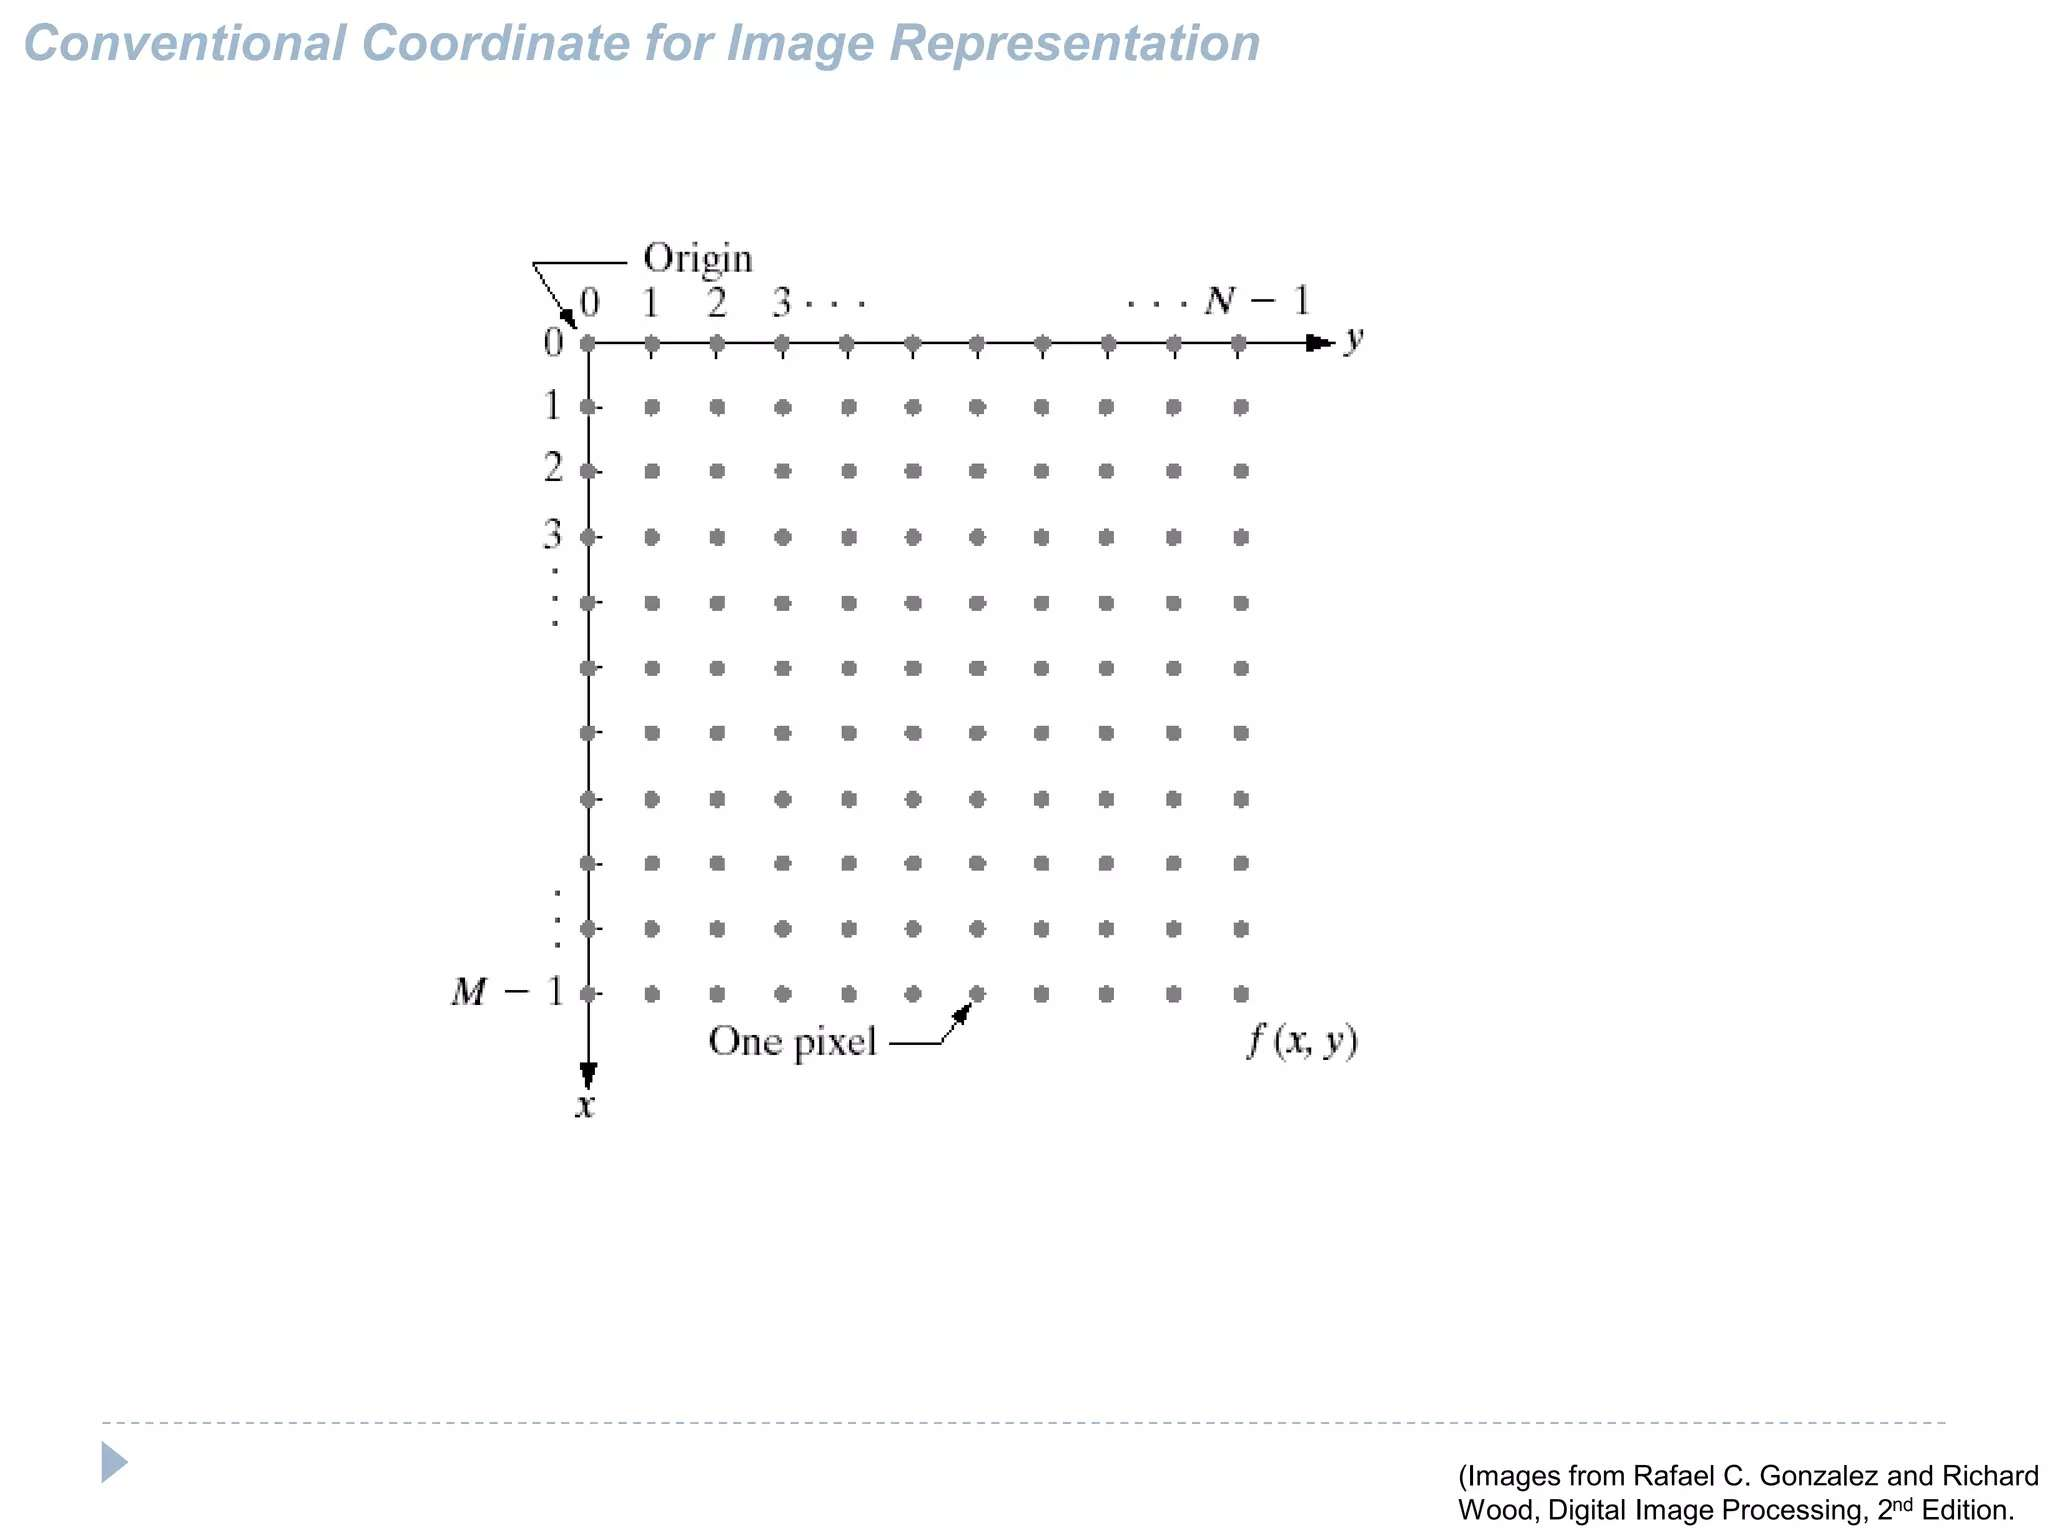 Conventional Coordinate for Image Representation
Origin
0 1 2 3 · · · · · · N − 1
0 y
1
2
3
·
·
·
·
·
·
M − 1
One pixel f (x, y)
x
(Images from Rafael C. Gonzalez and Richard
Wood, Digital Image Processing, 2nd Edition.